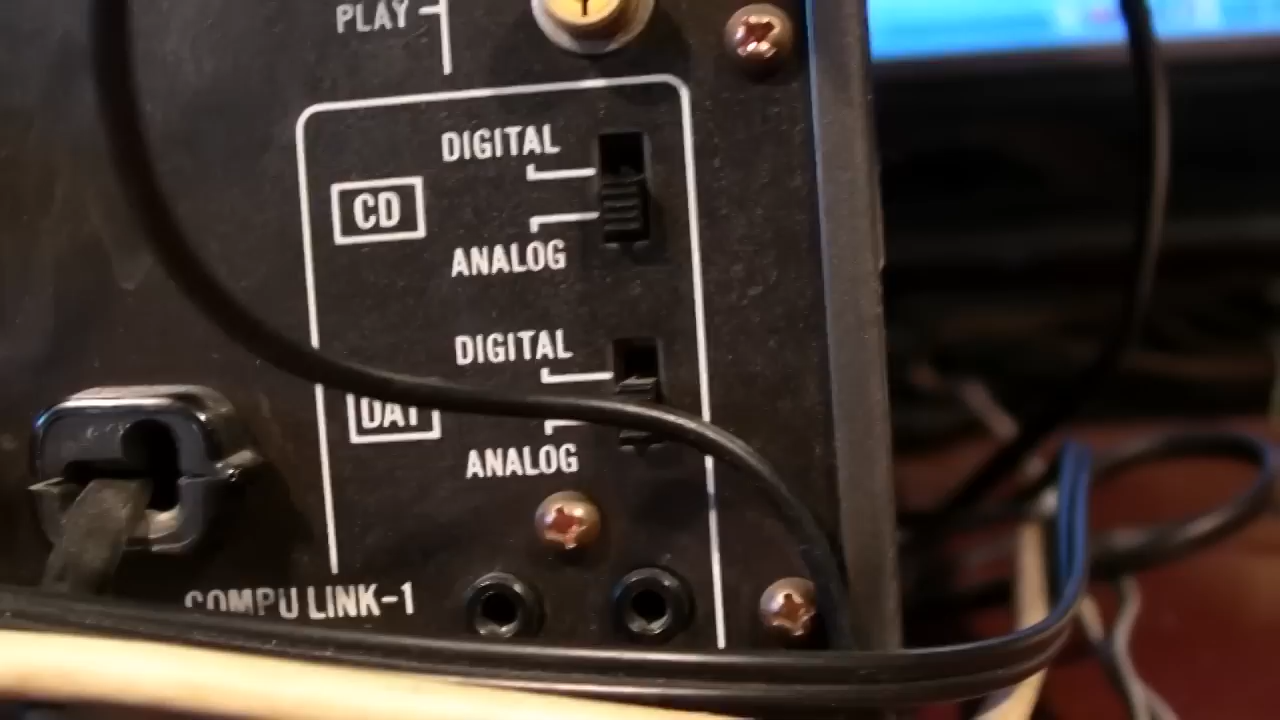 PLAY
DIGITAL
CD
ANALOG
DIGITAL
DAT
ANALOG
COMPU LINK-1